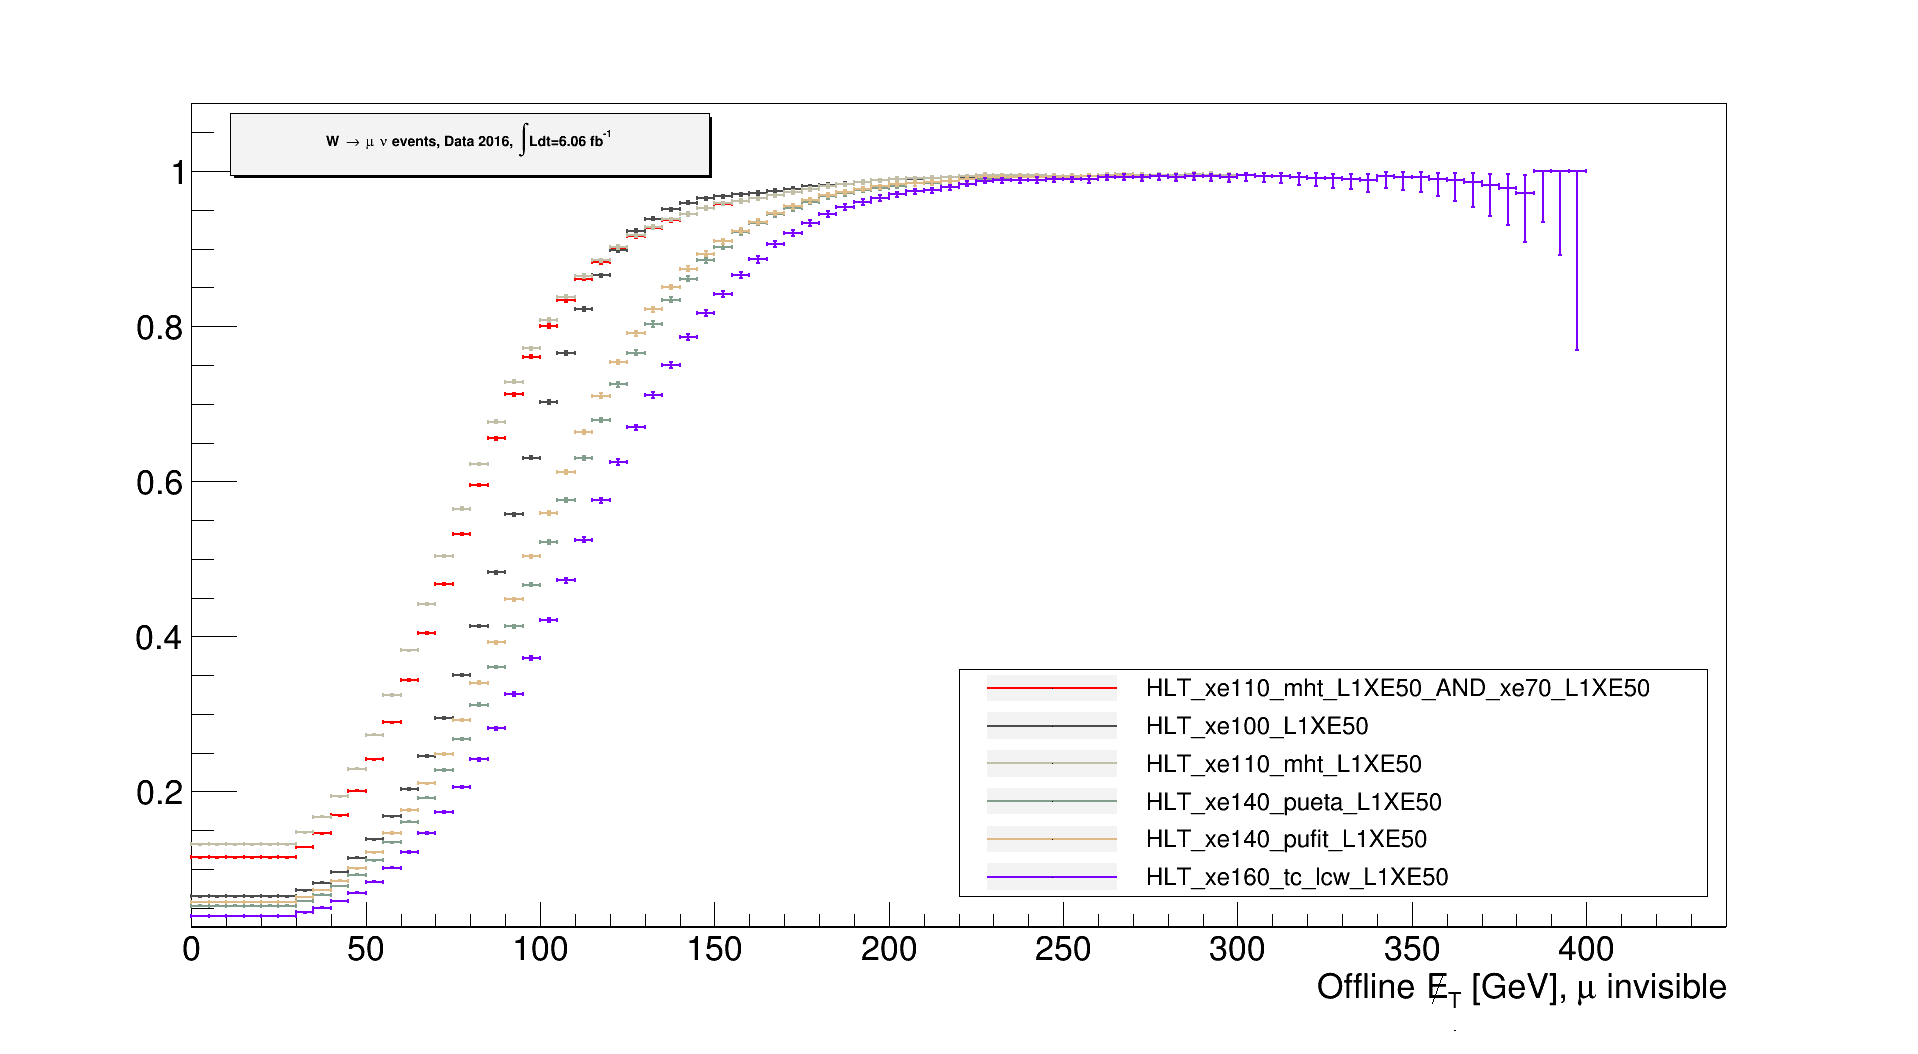 W → μ ν events, Data 2016, ∫Ldt=6.06 fb⁻¹
1
0.8
0.6
0.4
0.2
HLT_xe110_mht_L1XE50_AND_xe70_L1XE50
HLT_xe100_L1XE50
HLT_xe110_mht_L1XE50
HLT_xe140_pueta_L1XE50
HLT_xe140_pufit_L1XE50
HLT_xe160_tc_lcw_L1XE50
0 50 100 150 200 250 300 350 400
Offline E̸_T [GeV], μ invisible